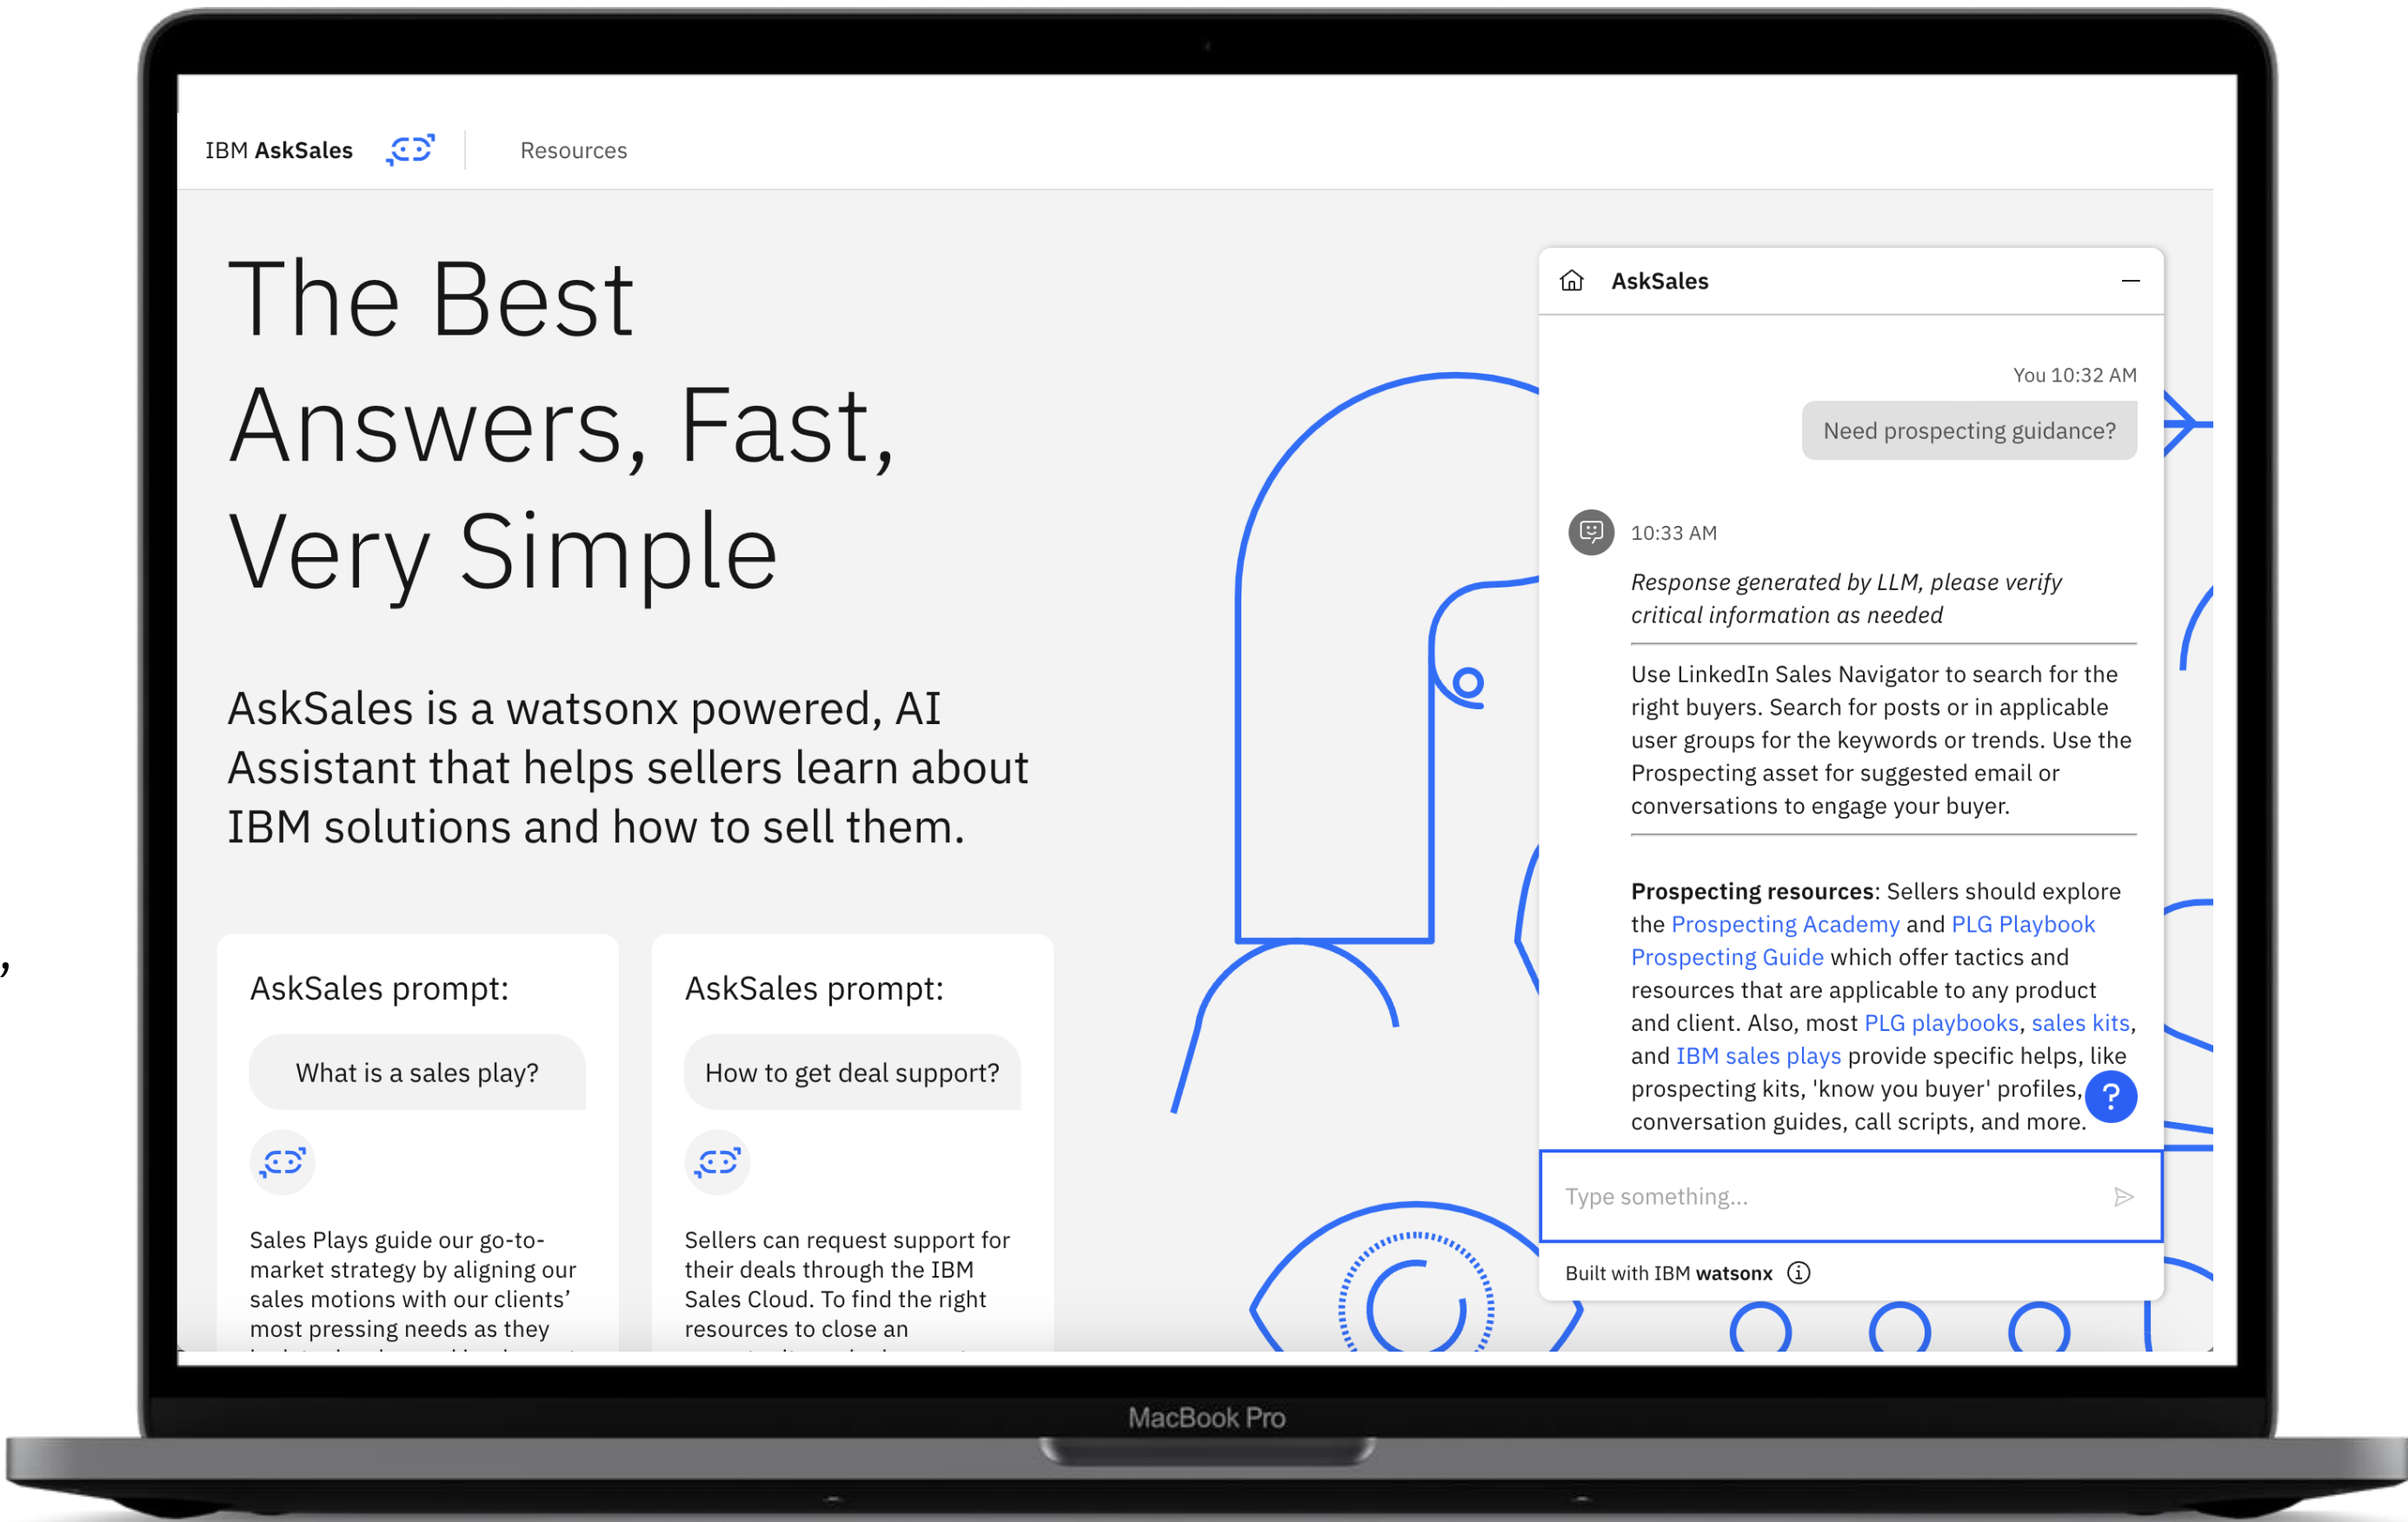 IBM AskSales
Resources
The Best
Answers, Fast,
Very Simple
AskSales is a watsonx powered, AI
Assistant that helps sellers learn about
IBM solutions and how to sell them.
AskSales prompt:
What is a sales play?
Sales Plays guide our go-to-
market strategy by aligning our
sales motions with our clients’
most pressing needs as they
AskSales prompt:
How to get deal support?
Sellers can request support for
their deals through the IBM
Sales Cloud. To find the right
resources to close an
AskSales
You 10:32 AM
Need prospecting guidance?
10:33 AM
Response generated by LLM, please verify
critical information as needed
Use LinkedIn Sales Navigator to search for the
right buyers. Search for posts or in applicable
user groups for the keywords or trends. Use the
Prospecting asset for suggested email or
conversations to engage your buyer.
Prospecting resources: Sellers should explore
the Prospecting Academy and PLG Playbook
Prospecting Guide which offer tactics and
resources that are applicable to any product
and client. Also, most PLG playbooks, sales kits,
and IBM sales plays provide specific helps, like
prospecting kits, 'know you buyer' profiles,
conversation guides, call scripts, and more.
?
Type something...
Built with IBM watsonx
MacBook Pro
,